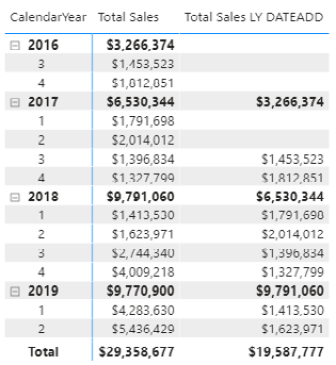 CalendarYear Total Sales Total Sales LY DATEADD
2016 $3,266,374
3 $1,453,523
4 $1,812,851
2017 $6,530,344 $3,266,374
1 $1,791,698
2 $2,014,012
3 $1,396,834 $1,453,523
4 $1,327,799 $1,812,851
2018 $9,791,060 $6,530,344
1 $1,413,530 $1,791,698
2 $1,623,971 $2,014,012
3 $2,744,340 $1,396,834
4 $4,009,218 $1,327,799
2019 $9,770,900 $9,791,060
1 $4,283,630 $1,413,530
2 $5,436,429 $1,623,971
Total $29,358,677 $19,587,777